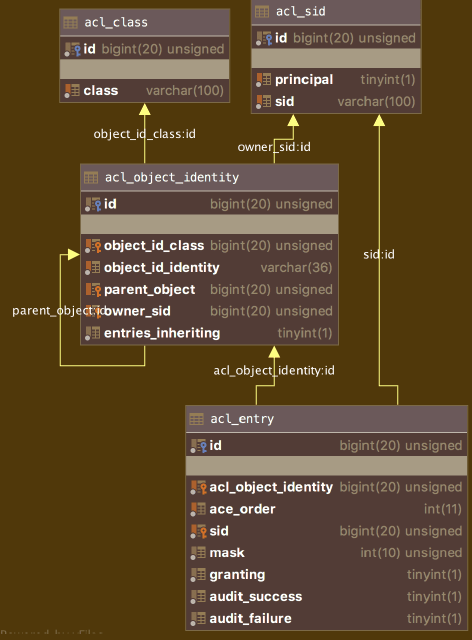 acl_class
id bigint(20) unsigned
class varchar(100)
acl_sid
id bigint(20) unsigned
principal tinyint(1)
sid varchar(100)
object_id_class:id
owner_sid:id
acl_object_identity
id bigint(20) unsigned
object_id_class bigint(20) unsigned
object_id_identity varchar(36)
parent_object bigint(20) unsigned
owner_sid bigint(20) unsigned
entries_inheriting tinyint(1)
sid:id
parent_object:id
acl_object_identity:id
acl_entry
id bigint(20) unsigned
acl_object_identity bigint(20) unsigned
ace_order int(11)
sid bigint(20) unsigned
mask int(10) unsigned
granting tinyint(1)
audit_success tinyint(1)
audit_failure tinyint(1)